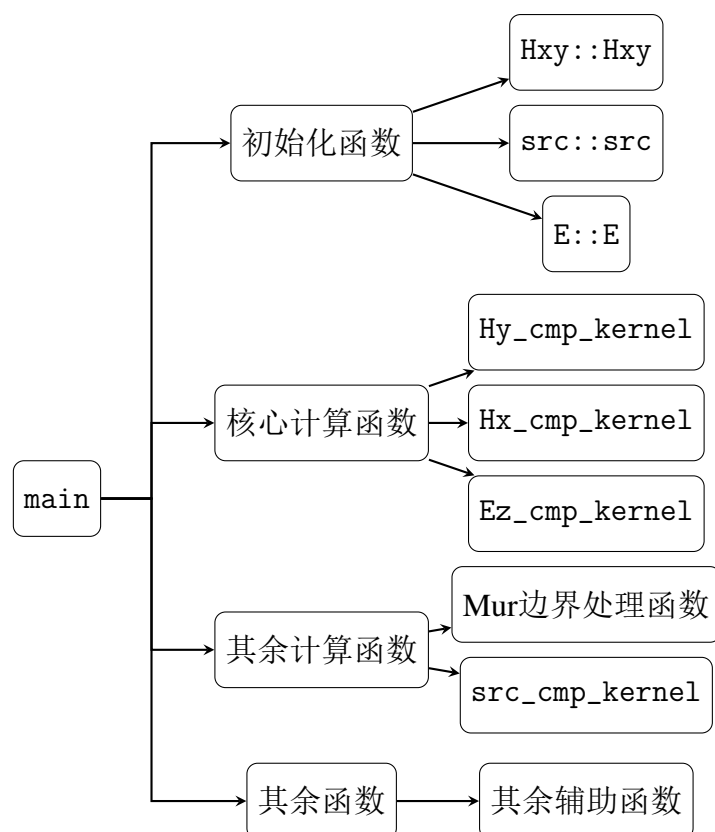 main
初始化函数
Hxy::Hxy
src::src
E::E
核心计算函数
Hy_cmp_kernel
Hx_cmp_kernel
Ez_cmp_kernel
其余计算函数
Mur边界处理函数
src_cmp_kernel
其余函数
其余辅助函数